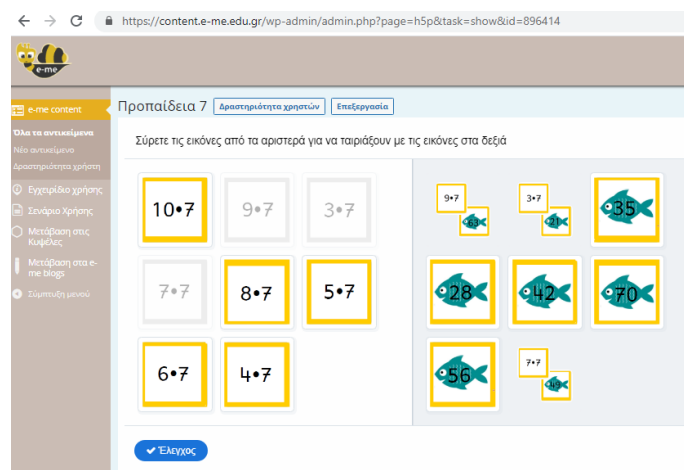 https://content.e-me.edu.gr/wp-admin/admin.php?page=h5p&task=show&id=896414
e-me
e-me content
Όλα τα αντικείμενα
Νέο αντικείμενο
Δραστηριότητα χρήστη
Εγχειρίδιο χρήσης
Σενάριο Χρήσης
Μετάβαση στις
Κυψέλες
Μετάβαση στα e-
me blogs
Σύμπτυξη μενού
Προπαίδεια 7 Δραστηριότητα χρηστών Επεξεργασία
Σύρετε τις εικόνες από τα αριστερά για να ταιριάξουν με τις εικόνες στα δεξιά
10•7 9•7 3•7
7•7 8•7 5•7
6•7 4•7
9•7 63 3•7 21 35
28 42 70
56 7•7 49
Έλεγχος